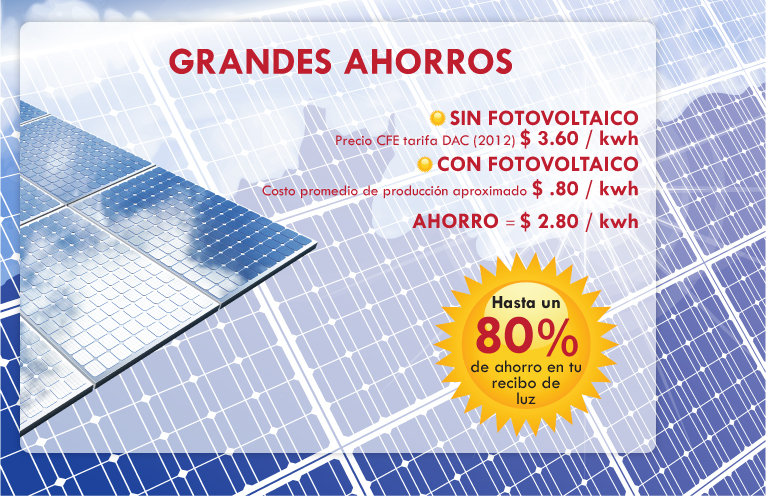 GRANDES AHORROS
SIN FOTOVOLTAICO
Precio CFE tarifa DAC (2012) $ 3.60 / kwh
CON FOTOVOLTAICO
Costo promedio de producción aproximado $ .80 / kwh
AHORRO = $ 2.80 / kwh
Hasta un
80%
de ahorro en tu
recibo de
luz